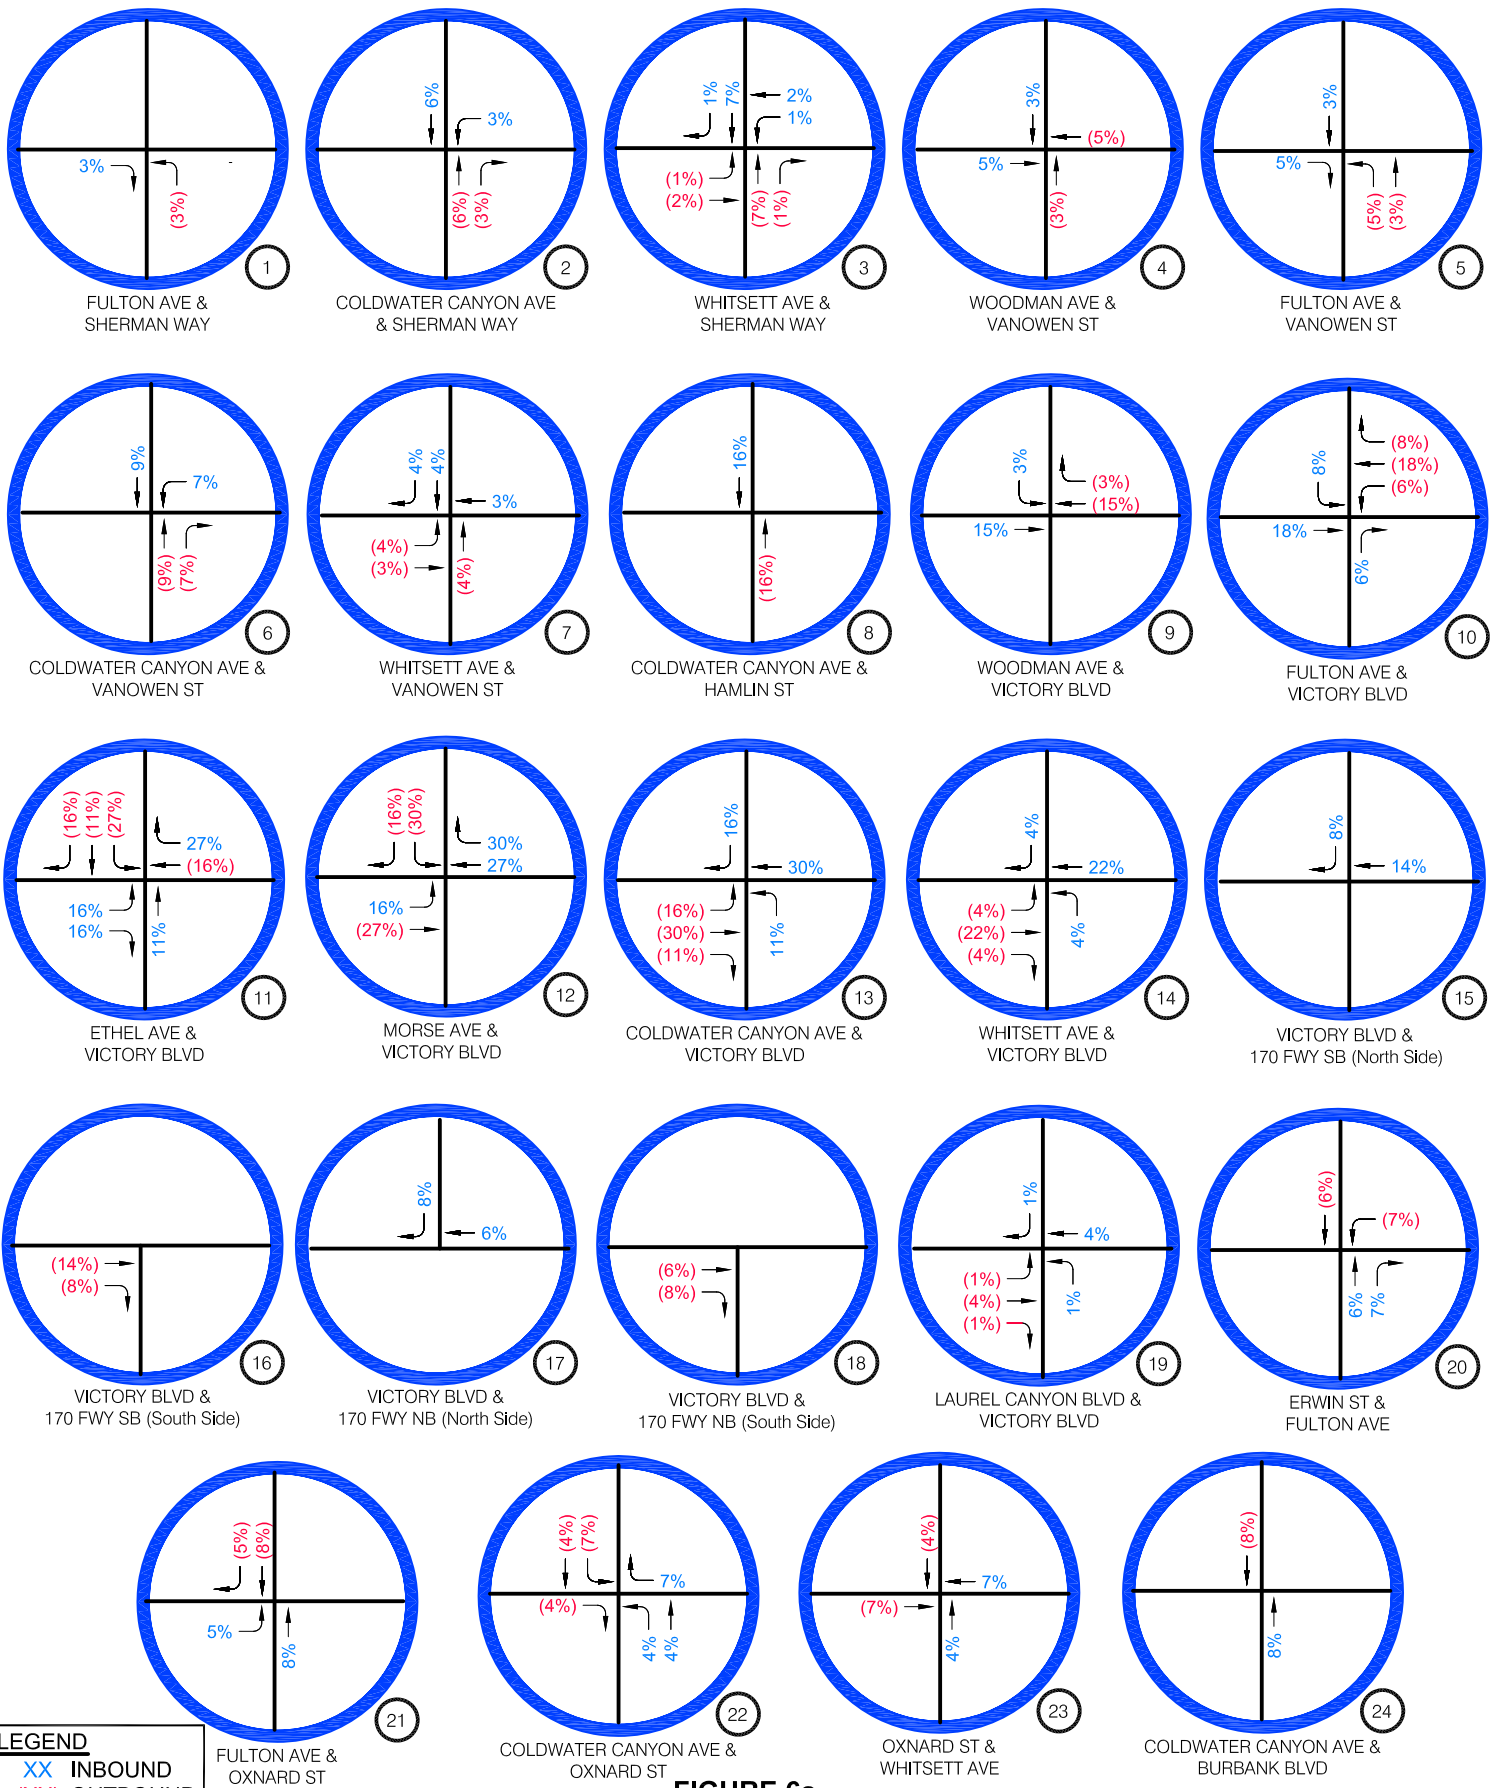 3%
(3%)
1
FULTON AVE &
SHERMAN WAY
6%
3%
(6%)
(3%)
2
COLDWATER CANYON AVE
& SHERMAN WAY
1%
7%
2%
1%
(1%)
(2%)
(7%)
(1%)
3
WHITSETT AVE &
SHERMAN WAY
3%
(5%)
5%
(3%)
4
WOODMAN AVE &
VANOWEN ST
3%
5%
(5%)
(3%)
5
FULTON AVE &
VANOWEN ST
9%
7%
(9%)
(7%)
6
COLDWATER CANYON AVE &
VANOWEN ST
4%
4%
3%
(4%)
(3%)
(4%)
7
WHITSETT AVE &
VANOWEN ST
16%
(16%)
8
COLDWATER CANYON AVE &
HAMLIN ST
3%
(3%)
(15%)
15%
9
WOODMAN AVE &
VICTORY BLVD
8%
(8%)
(18%)
(6%)
18%
6%
10
FULTON AVE &
VICTORY BLVD
(16%)
(11%)
(27%)
27%
(16%)
16%
16%
11%
11
ETHEL AVE &
VICTORY BLVD
(16%)
(30%)
30%
27%
16%
(27%)
12
MORSE AVE &
VICTORY BLVD
16%
30%
(16%)
(30%)
(11%)
11%
13
COLDWATER CANYON AVE &
VICTORY BLVD
4%
22%
(4%)
(22%)
(4%)
4%
14
WHITSETT AVE &
VICTORY BLVD
8%
14%
15
VICTORY BLVD &
170 FWY SB (North Side)
(14%)
(8%)
16
VICTORY BLVD &
170 FWY SB (South Side)
8%
6%
17
VICTORY BLVD &
170 FWY NB (North Side)
(6%)
(8%)
18
VICTORY BLVD &
170 FWY NB (South Side)
1%
4%
(1%)
(4%)
(1%)
1%
19
LAUREL CANYON BLVD &
VICTORY BLVD
(6%)
(7%)
6%
7%
20
ERWIN ST &
FULTON AVE
(5%)
(8%)
5%
8%
21
FULTON AVE &
OXNARD ST
(4%)
(7%)
7%
(4%)
4%
4%
22
COLDWATER CANYON AVE &
OXNARD ST
(4%)
7%
(7%)
4%
23
OXNARD ST &
WHITSETT AVE
(8%)
8%
24
COLDWATER CANYON AVE &
BURBANK BLVD
LEGEND
XX INBOUND
(XX) OUTBOUND